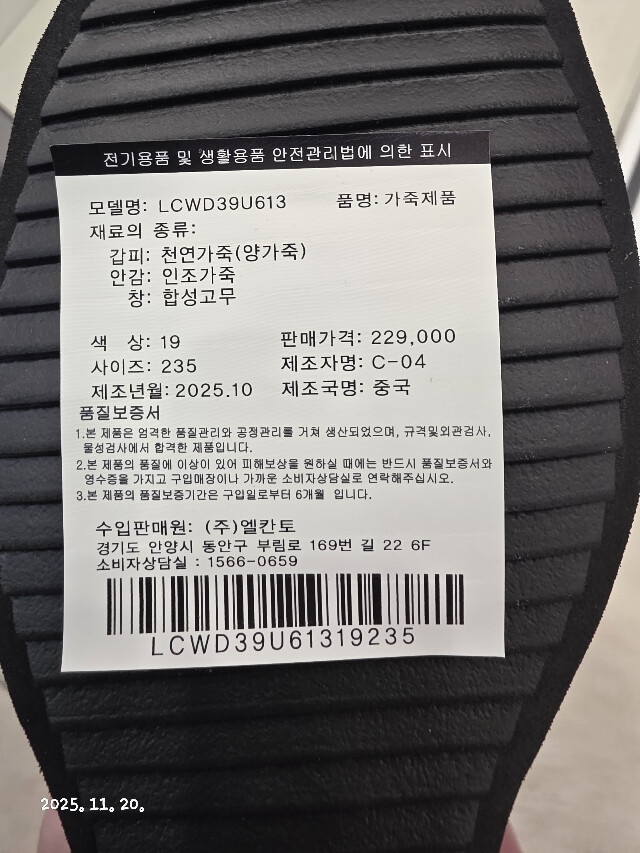 전기용품 및 생활용품 안전관리법에 의한 표시
모델명: LCWD39U613 품명: 가죽제품
재료의 종류:
갑피: 천연가죽(양가죽)
안감: 인조가죽
창: 합성고무
색 상: 19 판매가격: 229,000
사이즈: 235 제조자명: C-04
제조년월: 2025.10 제조국명: 중국
품질보증서
1.본 제품은 엄격한 품질관리와 공정관리를 거쳐 생산되었으며, 규격및외관검사,
물성검사에서 합격한 제품입니다.
2.본 제품의 품질에 이상이 있어 피해보상을 원하실 때에는 반드시 품질보증서와
영수증을 가지고 구입매장이나 가까운 소비자상담실로 연락해주십시오.
3.본 제품의 품질보증기간은 구입일로부터 6개월 입니다.
수입판매원: (주)엘칸토
경기도 안양시 동안구 부림로 169번 길 22 6F
소비자상담실 : 1566-0659
LCWD39U61319235
2025. 11. 20.